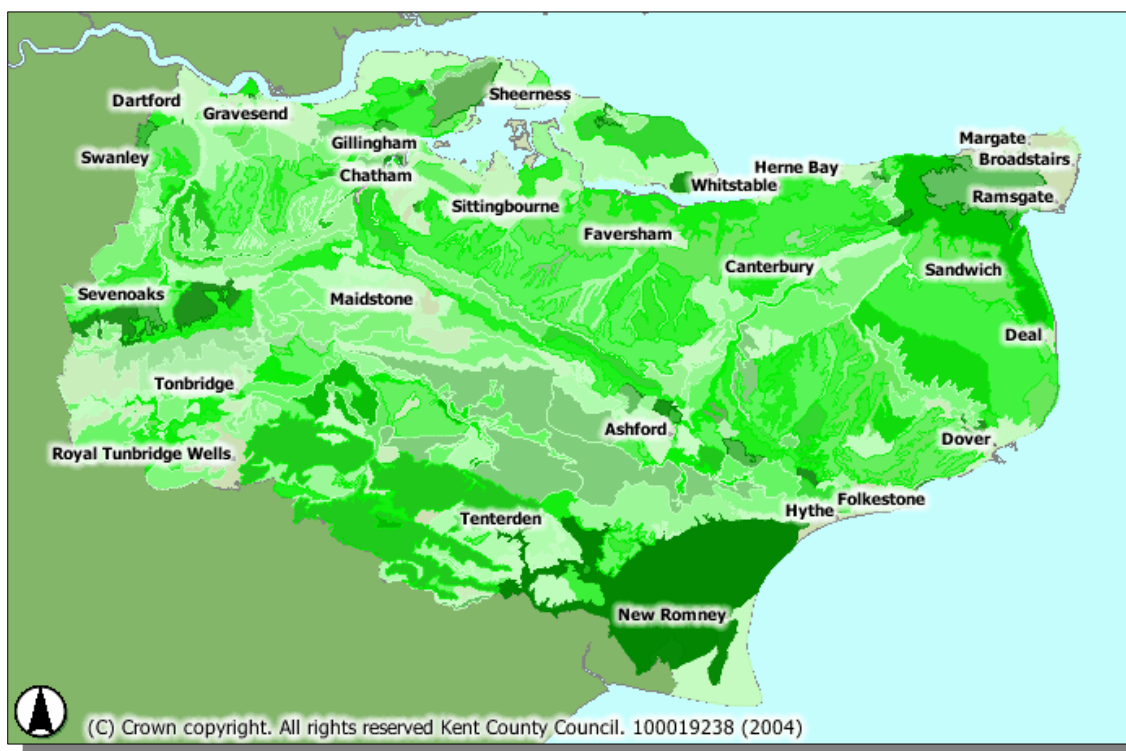 Sheerness
Dartford
Gravesend
Gillingham
Margate
Swanley
Broadstairs
Chatham
Herne Bay
Whitstable
Ramsgate
Sittingbourne
Faversham
Canterbury
Sandwich
Sevenoaks
Maidstone
Deal
Tonbridge
Ashford
Dover
Royal Tunbridge Wells
Folkestone
Hythe
Tenterden
New Romney
(C) Crown copyright. All rights reserved Kent County Council. 100019238 (2004)